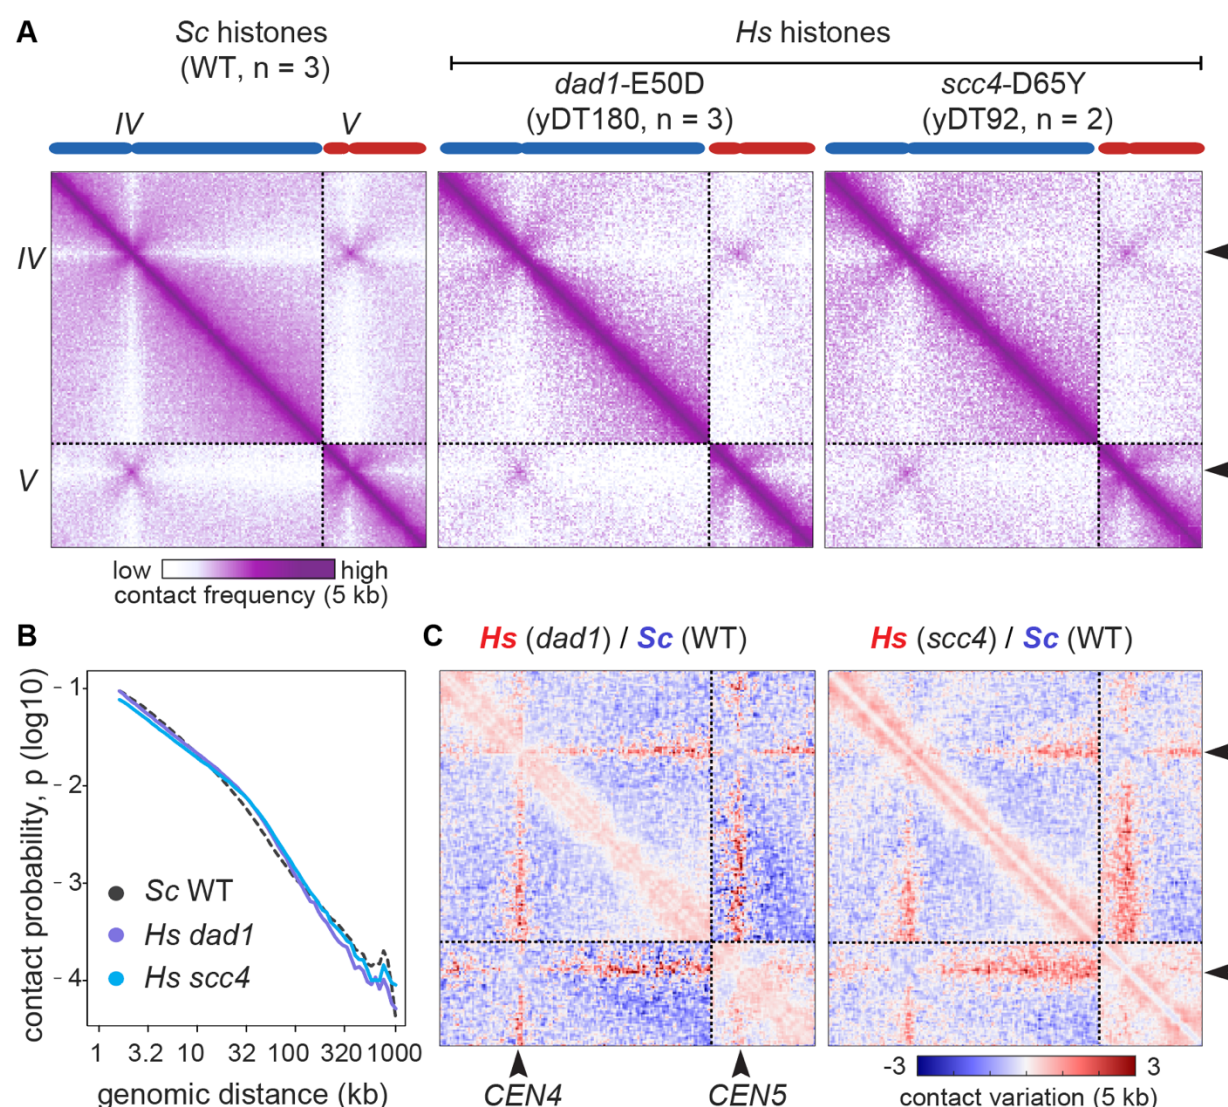 A
Sc histones
(WT, n = 3)
Hs histones
dad1-E50D
(yDT180, n = 3)
scc4-D65Y
(yDT92, n = 2)
IV V
IV
V
low high
contact frequency (5 kb)
B
contact probability, p (log10)
- 1
- 2
- 3
- 4
Sc WT
Hs dad1
Hs scc4
1 3.2 10 32 100 320 1000
genomic distance (kb)
C
Hs (dad1) / Sc (WT)
Hs (scc4) / Sc (WT)
CEN4 CEN5
-3 3
contact variation (5 kb)